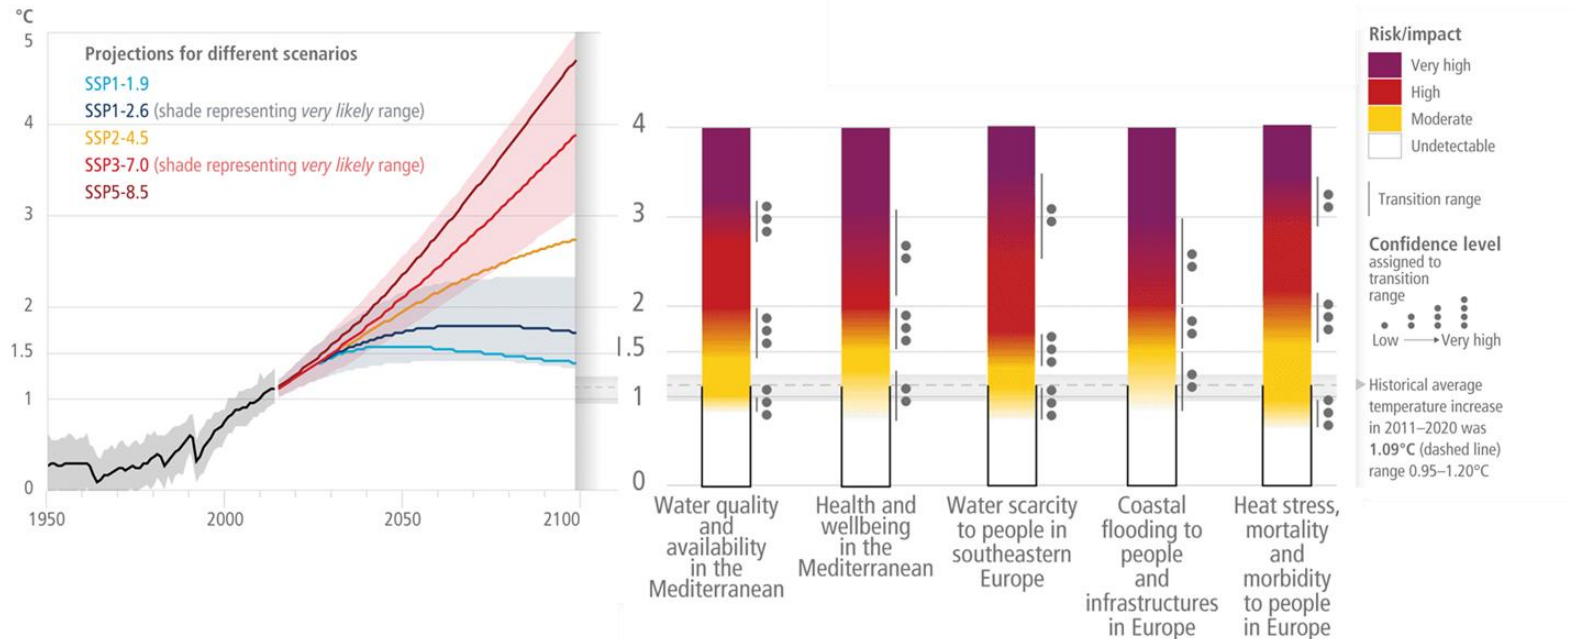 °C
5
4
3
2
1.5
1
0
1950
2000
2050
2100
Projections for different scenarios
SSP1-1.9
SSP1-2.6 (shade representing very likely range)
SSP2-4.5
SSP3-7.0 (shade representing very likely range)
SSP5-8.5
4
3
2
1.5
1
0
Water quality
and
availability
in the
Mediterranean
Health and
wellbeing
in the
Mediterranean
Water scarcity
to people in
southeastern
Europe
Coastal
flooding to
people
and
infrastructures
in Europe
Heat stress,
mortality
and
morbidity
to people
in Europe
Risk/impact
Very high
High
Moderate
Undetectable
Transition range
Confidence level
assigned to
transition
range
Low
Very high
Historical average
temperature increase
in 2011–2020 was
1.09°C (dashed line)
range 0.95–1.20°C